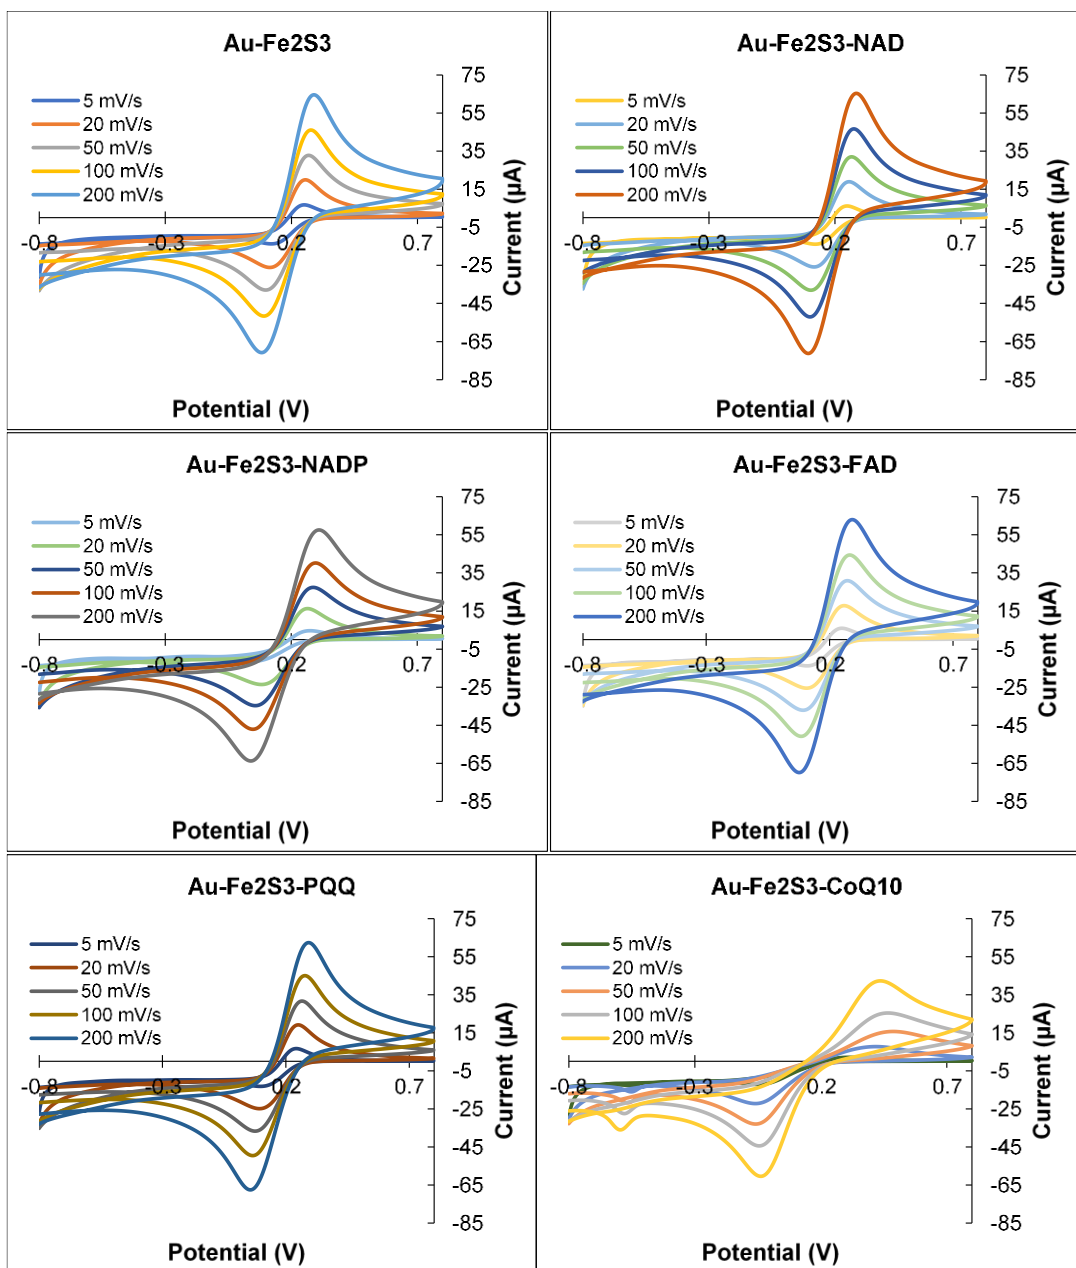 Au-Fe2S3
5 mV/s
20 mV/s
50 mV/s
100 mV/s
200 mV/s
75
55
35
15
-5
-25
-45
-65
-85
-0.8
-0.3
0.2
0.7
Current (µA)
Potential (V)
Au-Fe2S3-NAD
5 mV/s
20 mV/s
50 mV/s
100 mV/s
200 mV/s
75
55
35
15
-5
-25
-45
-65
-85
-0.8
-0.3
0.2
0.7
Current (µA)
Potential (V)
Au-Fe2S3-NADP
5 mV/s
20 mV/s
50 mV/s
100 mV/s
200 mV/s
75
55
35
15
-5
-25
-45
-65
-85
-0.8
-0.3
0.2
0.7
Current (µA)
Potential (V)
Au-Fe2S3-FAD
5 mV/s
20 mV/s
50 mV/s
100 mV/s
200 mV/s
75
55
35
15
-5
-25
-45
-65
-85
-0.8
-0.3
0.2
0.7
Current (µA)
Potential (V)
Au-Fe2S3-PQQ
5 mV/s
20 mV/s
50 mV/s
100 mV/s
200 mV/s
75
55
35
15
-5
-25
-45
-65
-85
-0.8
-0.3
0.2
0.7
Current (µA)
Potential (V)
Au-Fe2S3-CoQ10
5 mV/s
20 mV/s
50 mV/s
100 mV/s
200 mV/s
75
55
35
15
-5
-25
-45
-65
-85
-0.8
-0.3
0.2
0.7
Current (µA)
Potential (V)